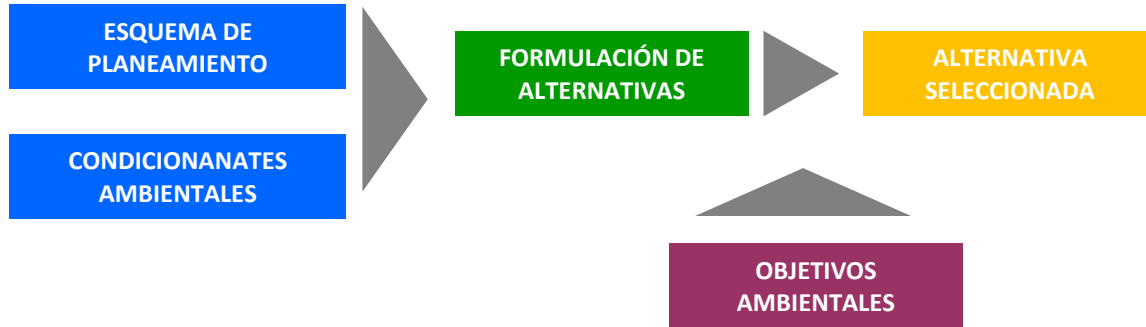 ESQUEMA DE
PLANEAMIENTO
CONDICIONANATES
AMBIENTALES
FORMULACIÓN DE
ALTERNATIVAS
ALTERNATIVA
SELECCIONADA
OBJETIVOS
AMBIENTALES